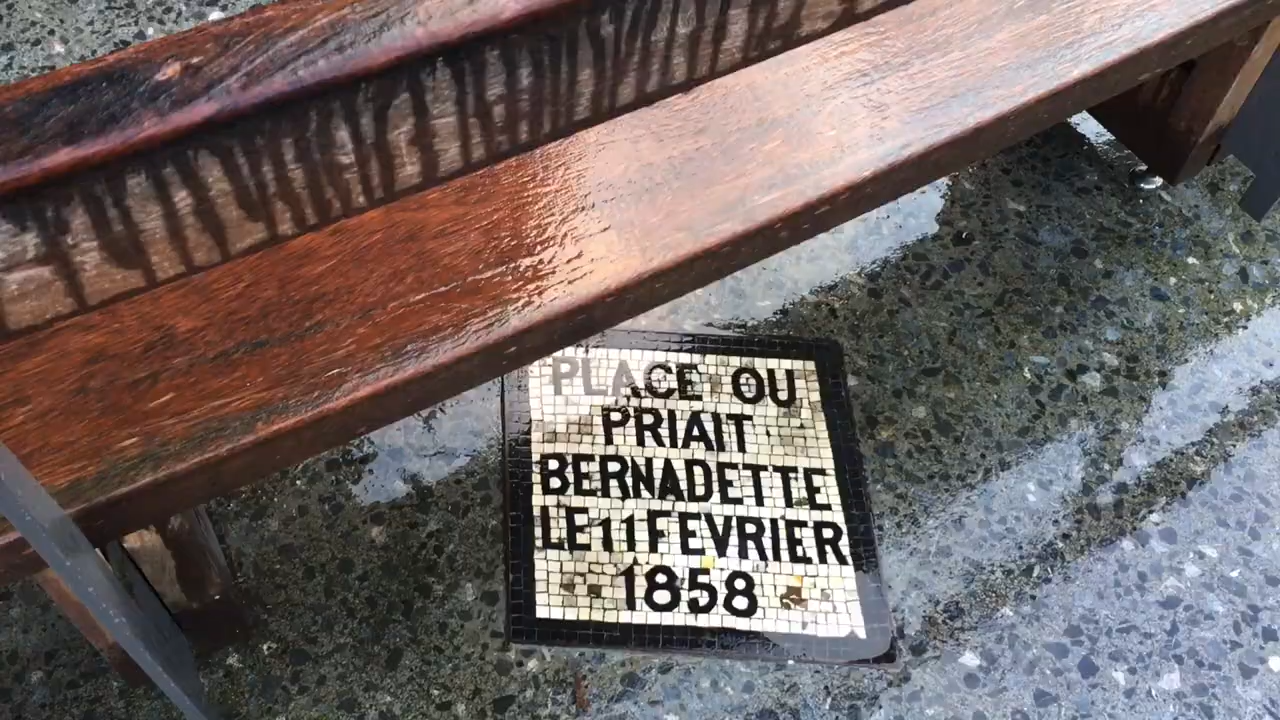 PLACE OU
PRIAIT
BERNADETTE
LE 11 FEVRIER
1858